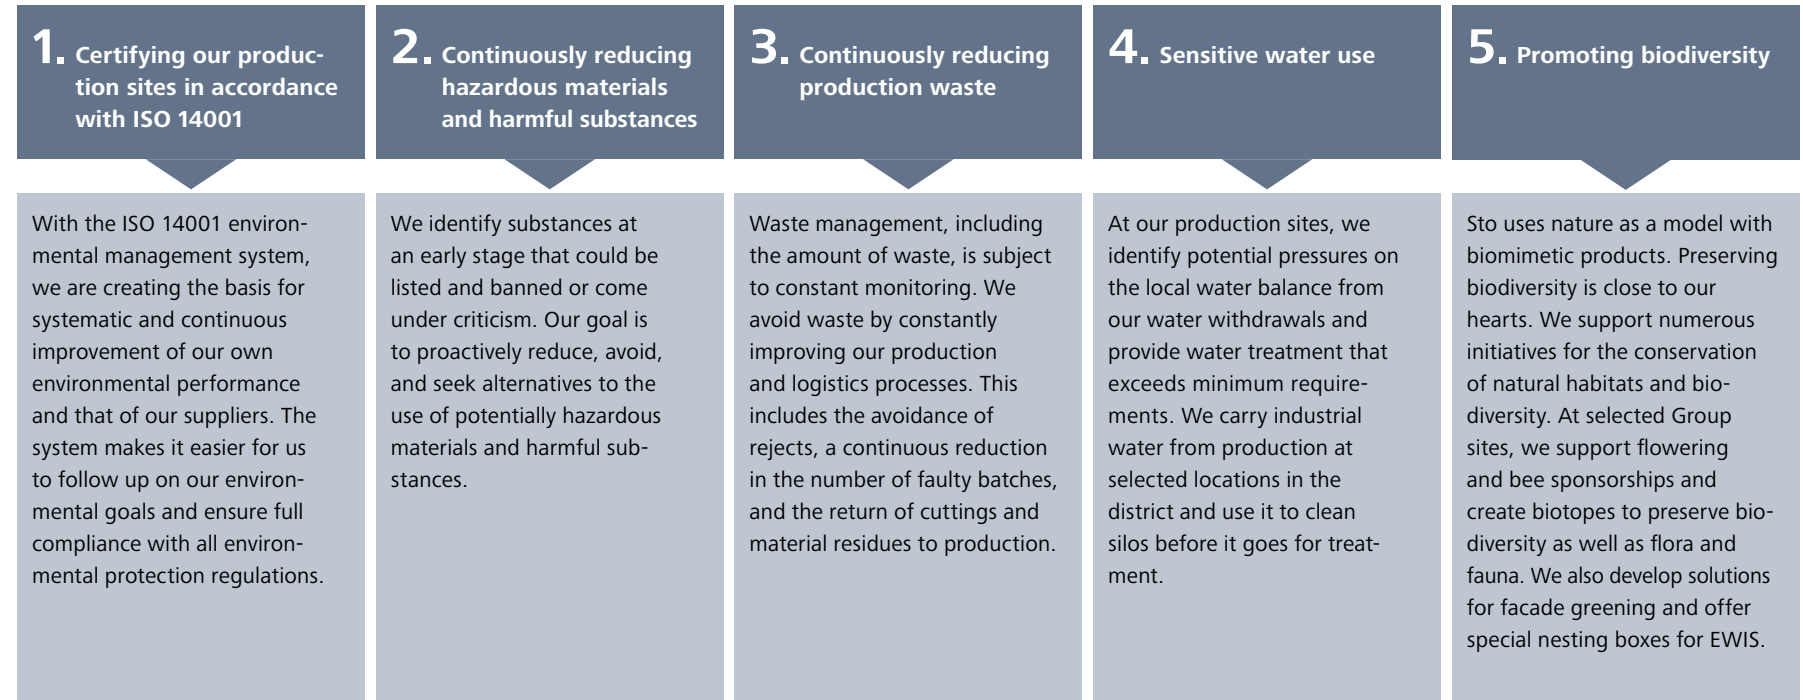 1. Certifying our produc-
tion sites in accordance
with ISO 14001
With the ISO 14001 environ-
mental management system,
we are creating the basis for
systematic and continuous
improvement of our own
environmental performance
and that of our suppliers. The
system makes it easier for us
to follow up on our environ-
mental goals and ensure full
compliance with all environ-
mental protection regulations.
2. Continuously reducing
hazardous materials
and harmful substances
We identify substances at
an early stage that could be
listed and banned or come
under criticism. Our goal is
to proactively reduce, avoid,
and seek alternatives to the
use of potentially hazardous
materials and harmful sub-
stances.
3. Continuously reducing
production waste
Waste management, including
the amount of waste, is subject
to constant monitoring. We
avoid waste by constantly
improving our production
and logistics processes. This
includes the avoidance of
rejects, a continuous reduction
in the number of faulty batches,
and the return of cuttings and
material residues to production.
4. Sensitive water use
At our production sites, we
identify potential pressures on
the local water balance from
our water withdrawals and
provide water treatment that
exceeds minimum require-
ments. We carry industrial
water from production at
selected locations in the
district and use it to clean
silos before it goes for treat-
ment.
5. Promoting biodiversity
Sto uses nature as a model with
biomimetic products. Preserving
biodiversity is close to our
hearts. We support numerous
initiatives for the conservation
of natural habitats and bio-
diversity. At selected Group
sites, we support flowering
and bee sponsorships and
create biotopes to preserve bio-
diversity as well as flora and
fauna. We also develop solutions
for facade greening and offer
special nesting boxes for EWIS.